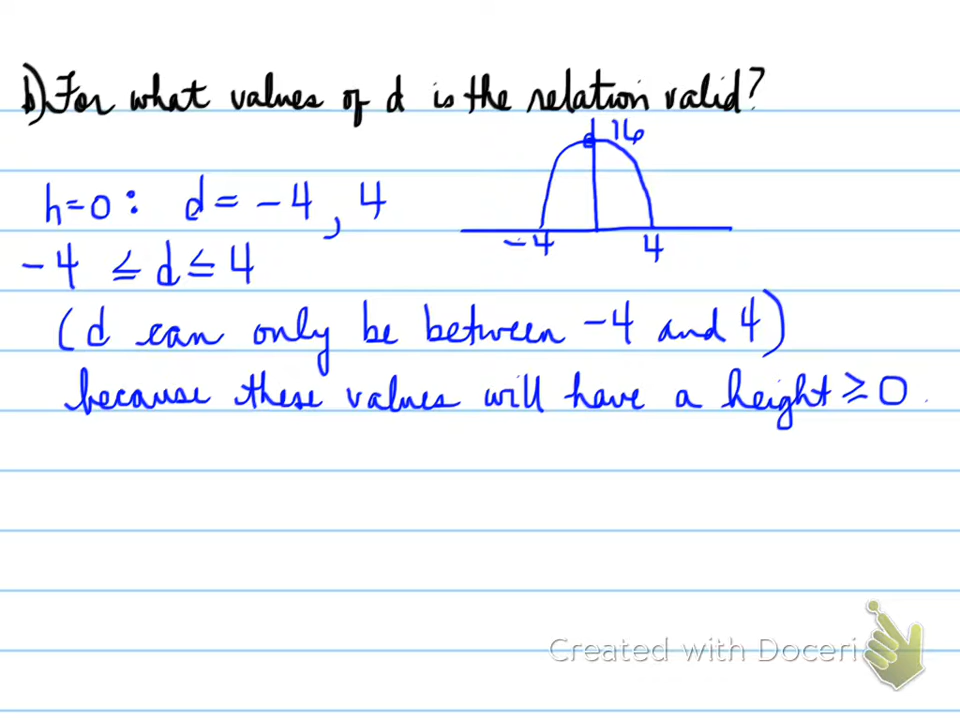 b) For what values of d is the relation valid?
16
-4 4
h=0: d = -4, 4
-4 ≤ d ≤ 4
(d can only be between -4 and 4)
because these values will have a height ≥ 0.
Created with Doceri